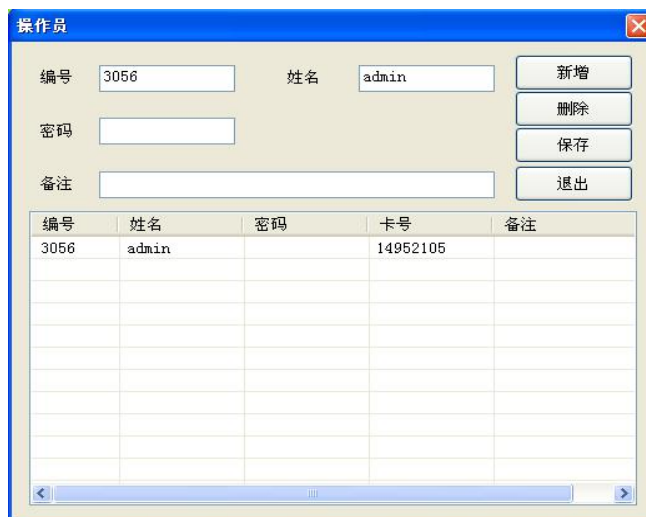 操作员
编号 3056 姓名 admin 新增
删除
密码
保存
备注 退出
编号 姓名 密码 卡号 备注
3056 admin 14952105